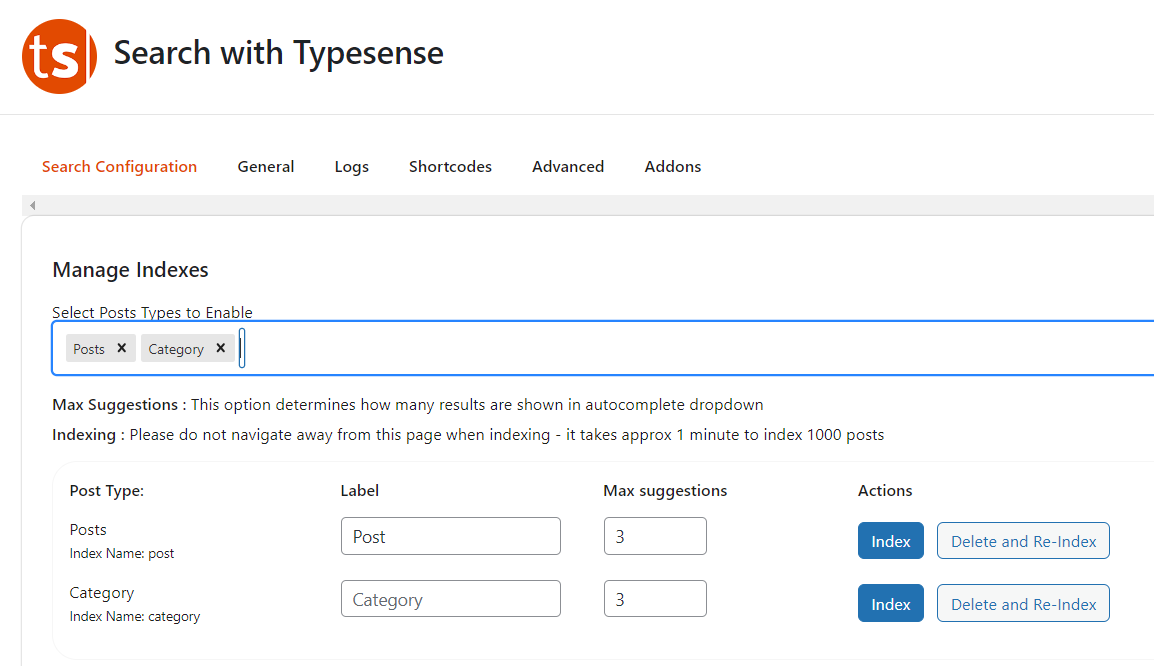 ts
Search with Typesense
Search Configuration General Logs Shortcodes Advanced Addons
Manage Indexes
Select Posts Types to Enable
Posts × Category ×
Max Suggestions : This option determines how many results are shown in autocomplete dropdown
Indexing : Please do not navigate away from this page when indexing - it takes approx 1 minute to index 1000 posts
Post Type: Label Max suggestions Actions
Posts Post 3 Index Delete and Re-Index
Index Name: post
Category Category 3 Index Delete and Re-Index
Index Name: category